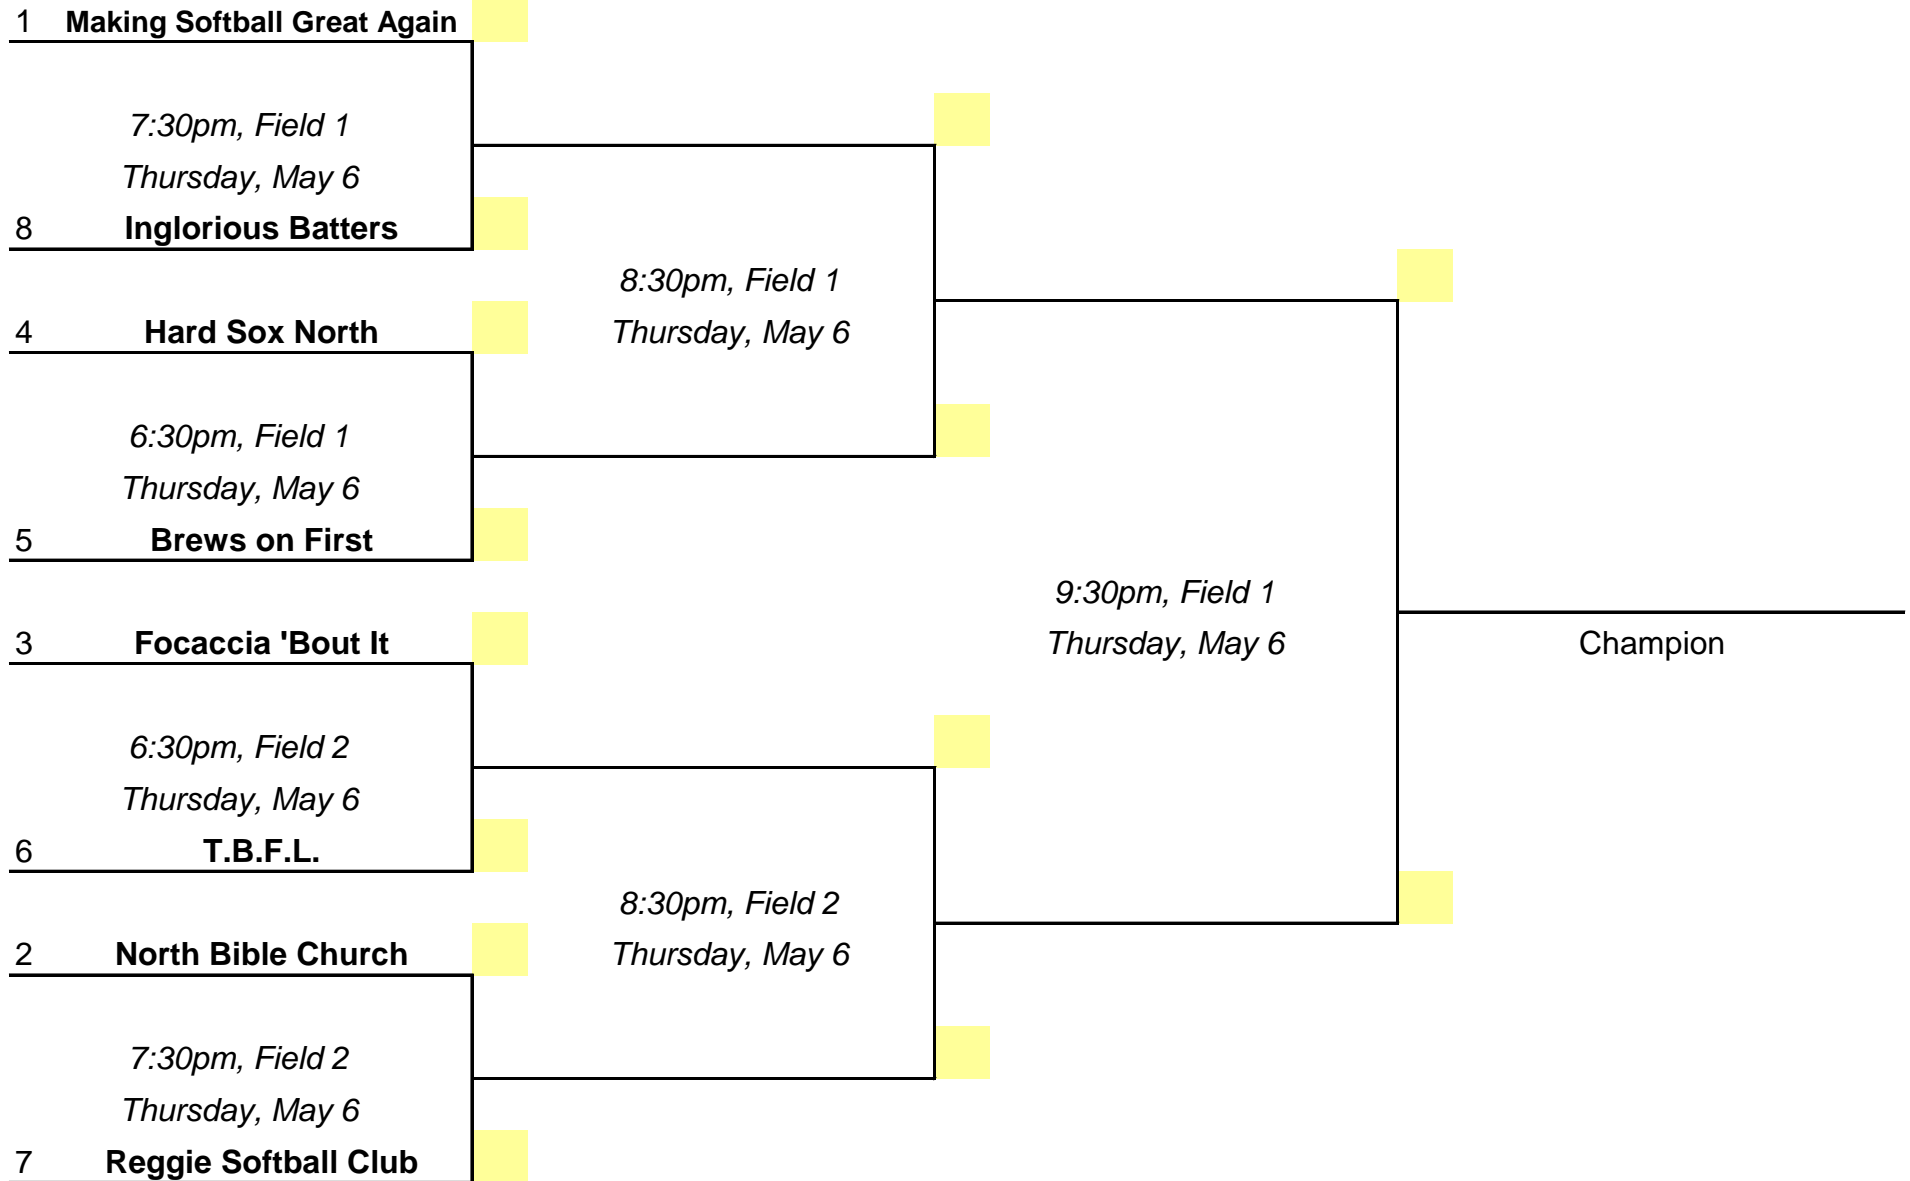 1 Making Softball Great Again
7:30pm, Field 1
Thursday, May 6
8 Inglorious Batters
8:30pm, Field 1
Thursday, May 6
4 Hard Sox North
6:30pm, Field 1
Thursday, May 6
5 Brews on First
9:30pm, Field 1
Thursday, May 6
Champion
3 Focaccia 'Bout It
6:30pm, Field 2
Thursday, May 6
6 T.B.F.L.
8:30pm, Field 2
Thursday, May 6
2 North Bible Church
7:30pm, Field 2
Thursday, May 6
7 Reggie Softball Club